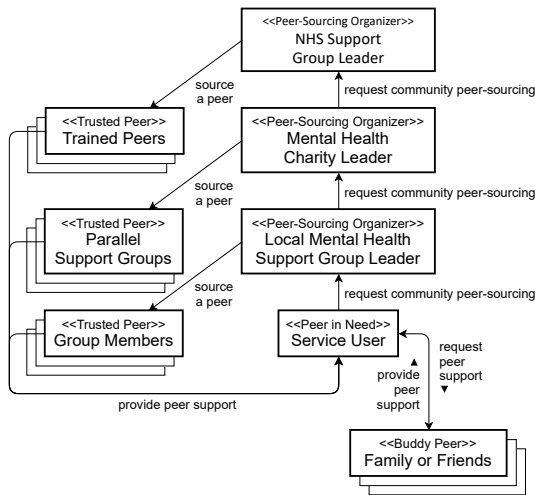 <<Peer-Sourcing Organizer>>
NHS Support
Group Leader
source
a peer
request community peer-sourcing
<<Trusted Peer>>
Trained Peers
<<Peer-Sourcing Organizer>>
Mental Health
Charity Leader
source
a peer
request community peer-sourcing
<<Trusted Peer>>
Parallel
Support Groups
<<Peer-Sourcing Organizer>>
Local Mental Health
Support Group Leader
source
a peer
request community peer-sourcing
<<Trusted Peer>>
Group Members
<<Peer in Need>>
Service User
provide peer support
▲
provide
peer
support
request
peer
support
▼
<<Buddy Peer>>
Family or Friends